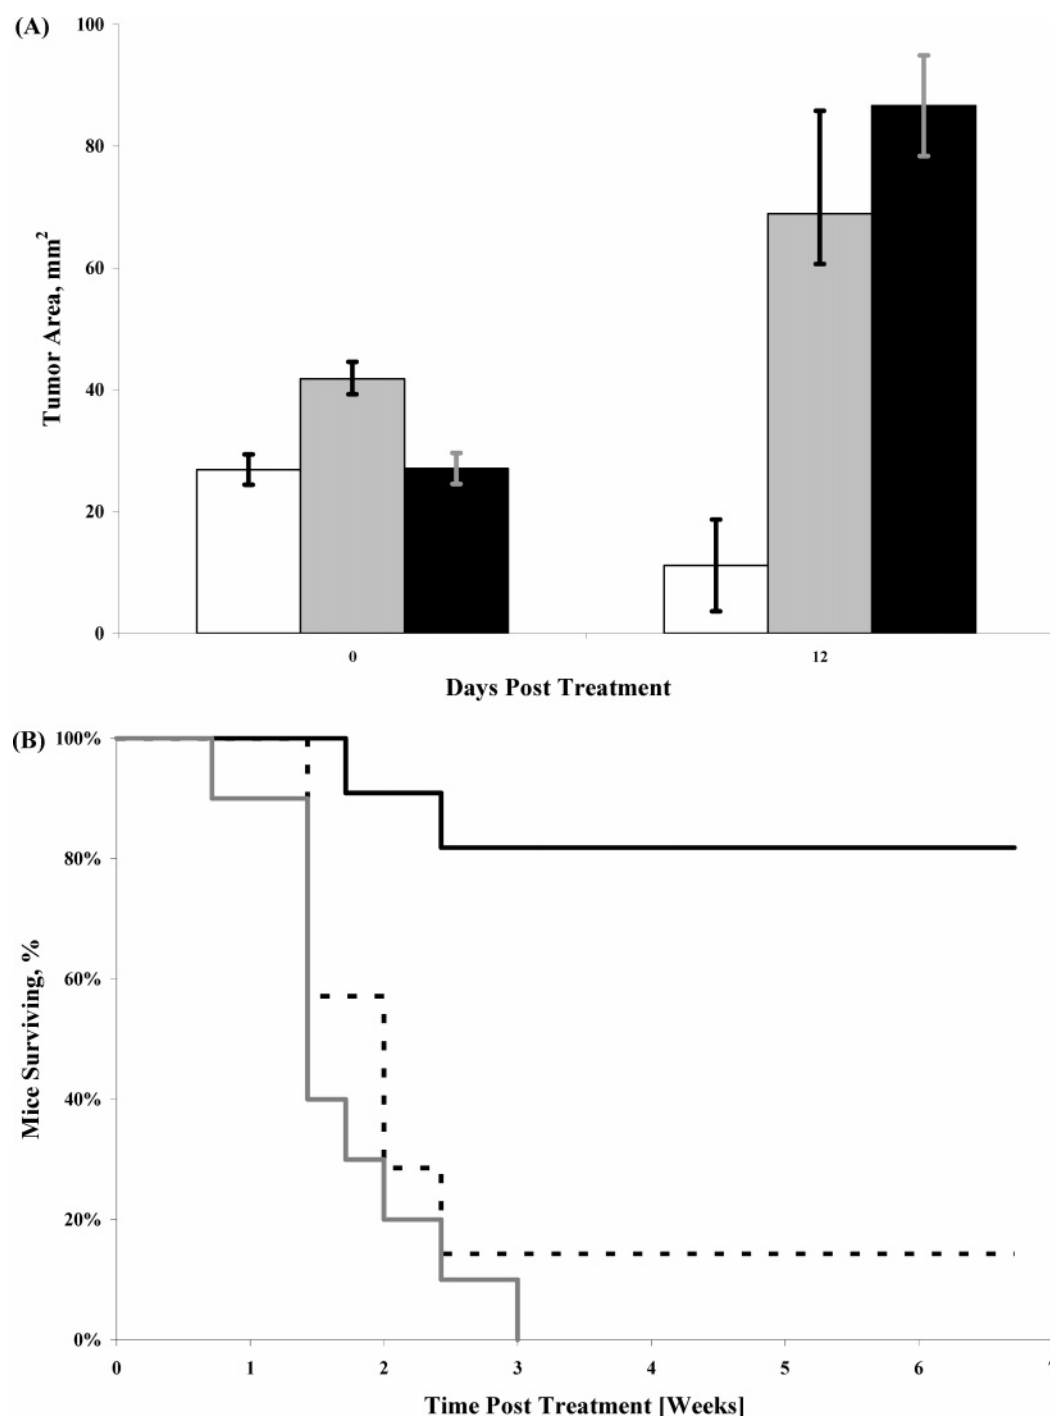 (A)
100
80
60
40
20
0
Tumor Area, mm²
0 12
Days Post Treatment
(B)
100%
80%
60%
40%
20%
0%
Mice Surviving, %
0 1 2 3 4 5 6 7
Time Post Treatment [Weeks]